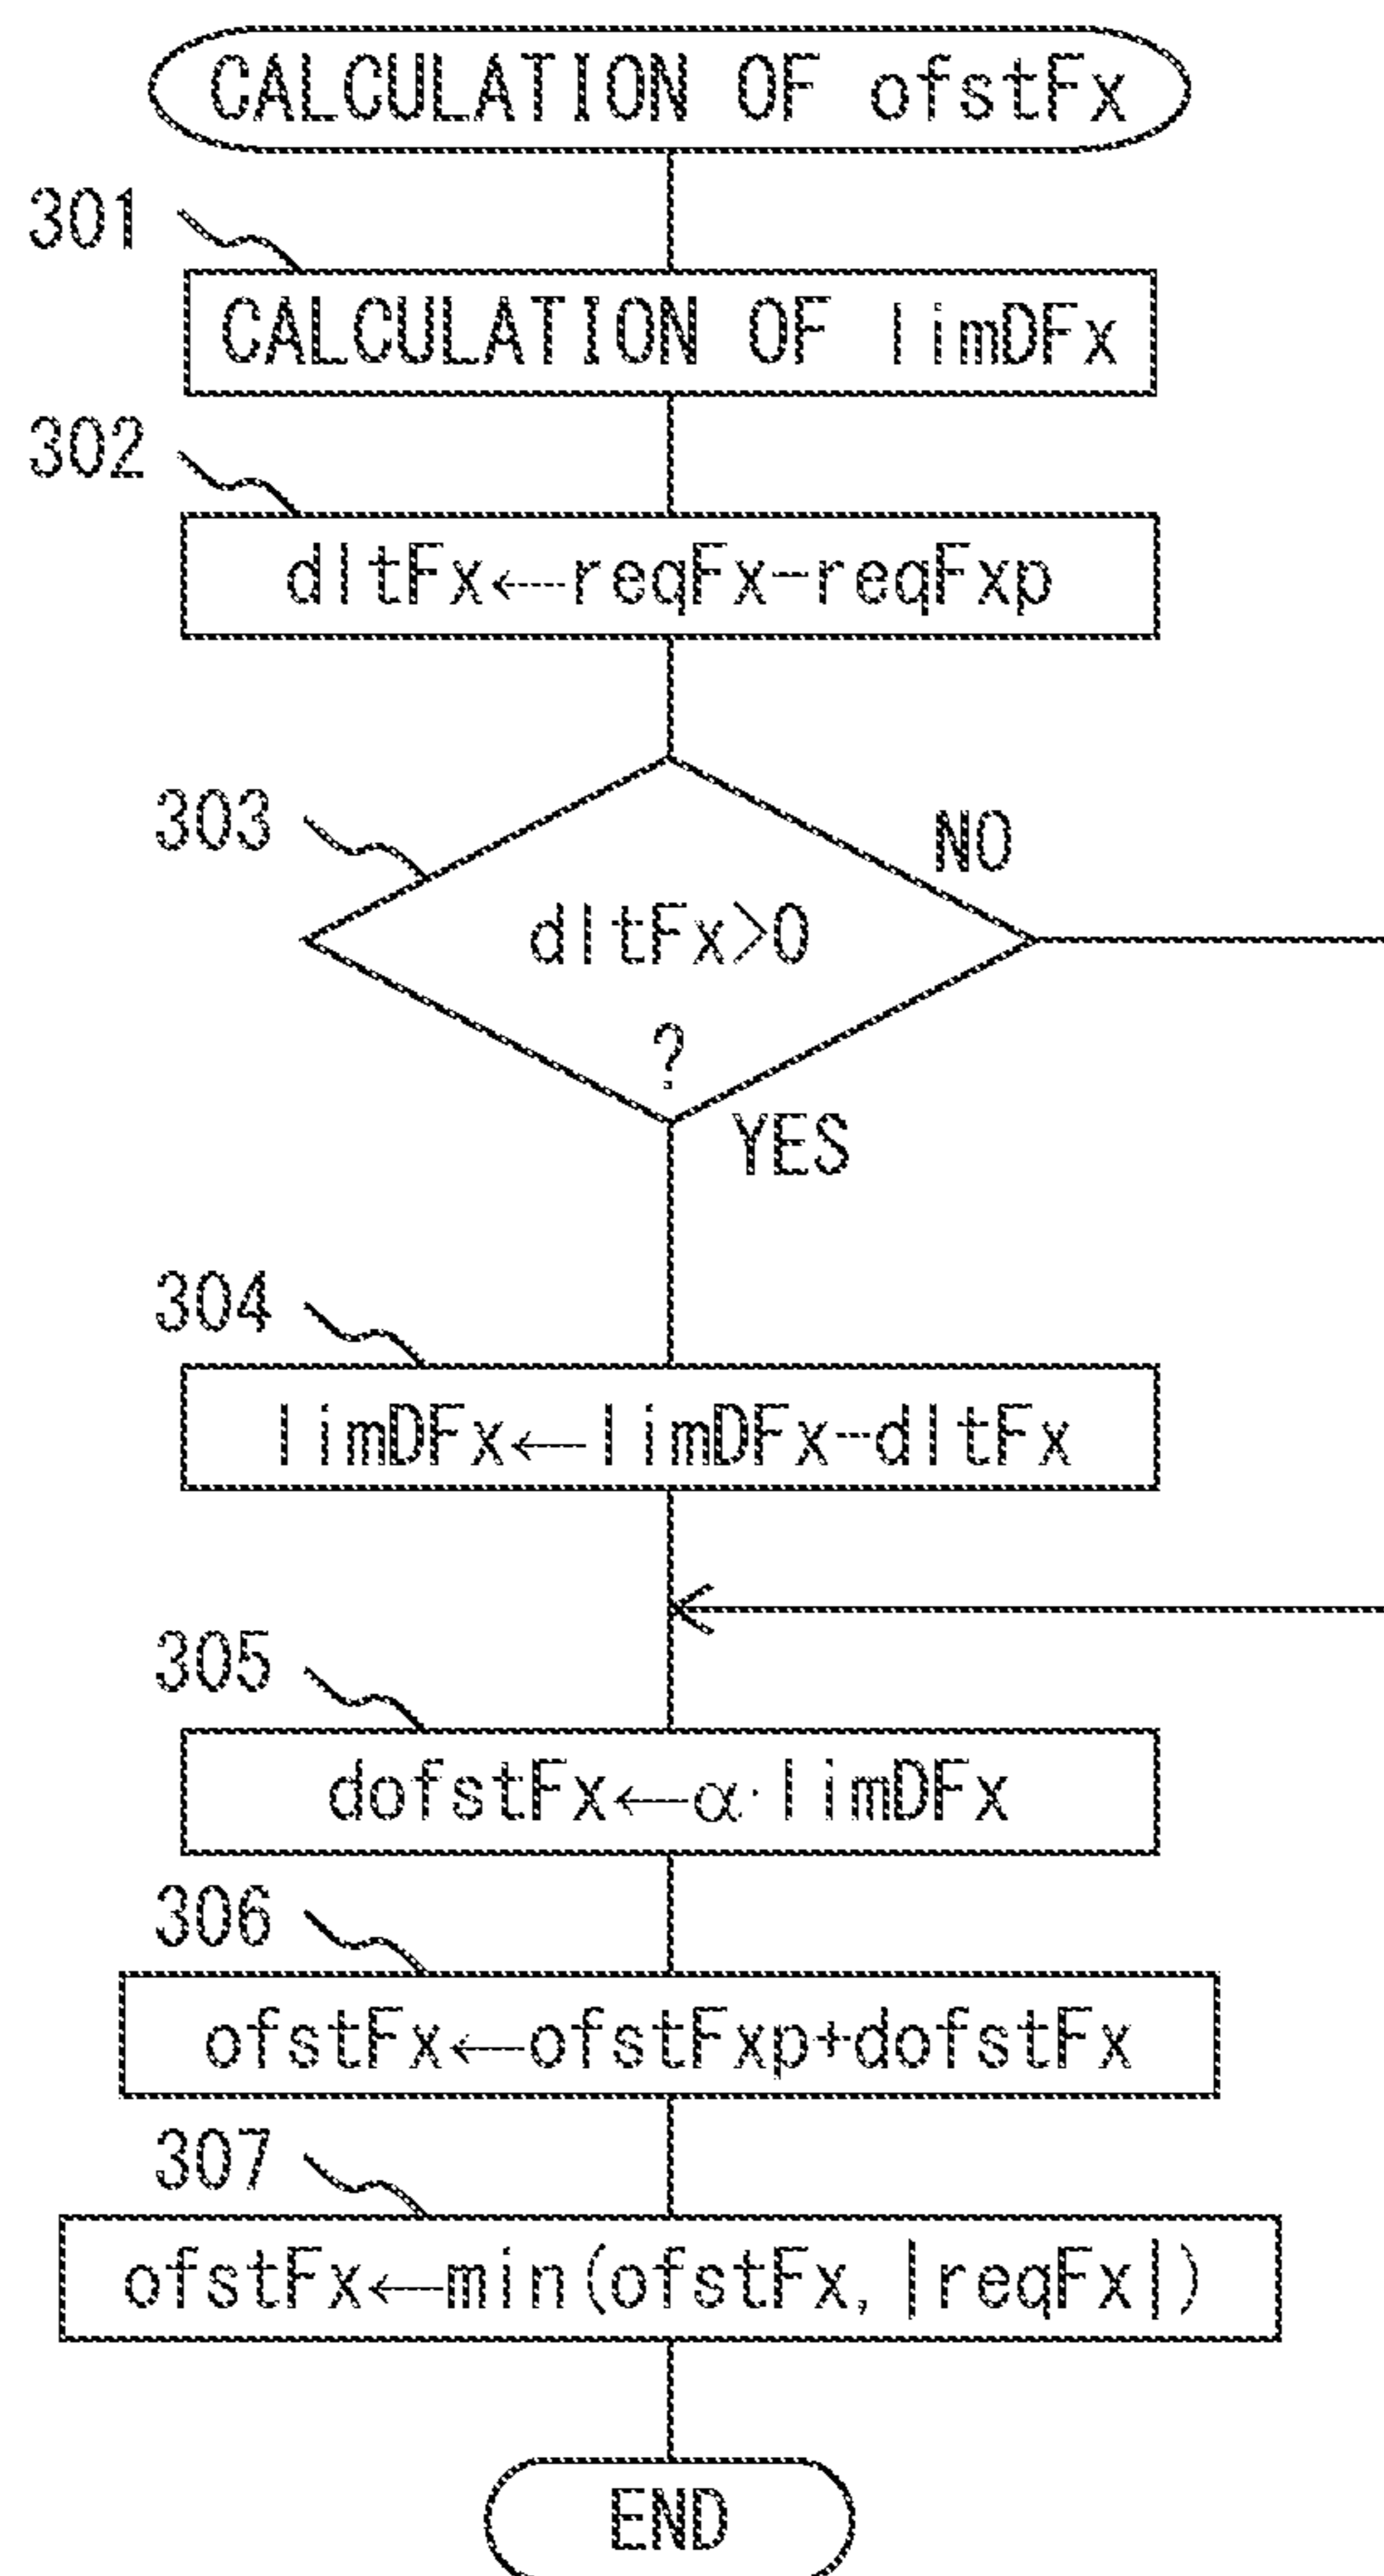 CALCULATION OF ofstFx
301
CALCULATION OF limDFx
302
dltFx←reqFx−reqFxp
303
NO
dltFx>0
?
YES
304
limDFx←limDFx−dltFx
305
dofstFx←α·limDFx
306
ofstFx←ofstFxp+dofstFx
307
ofstFx←min(ofstFx, |reqFx|)
END